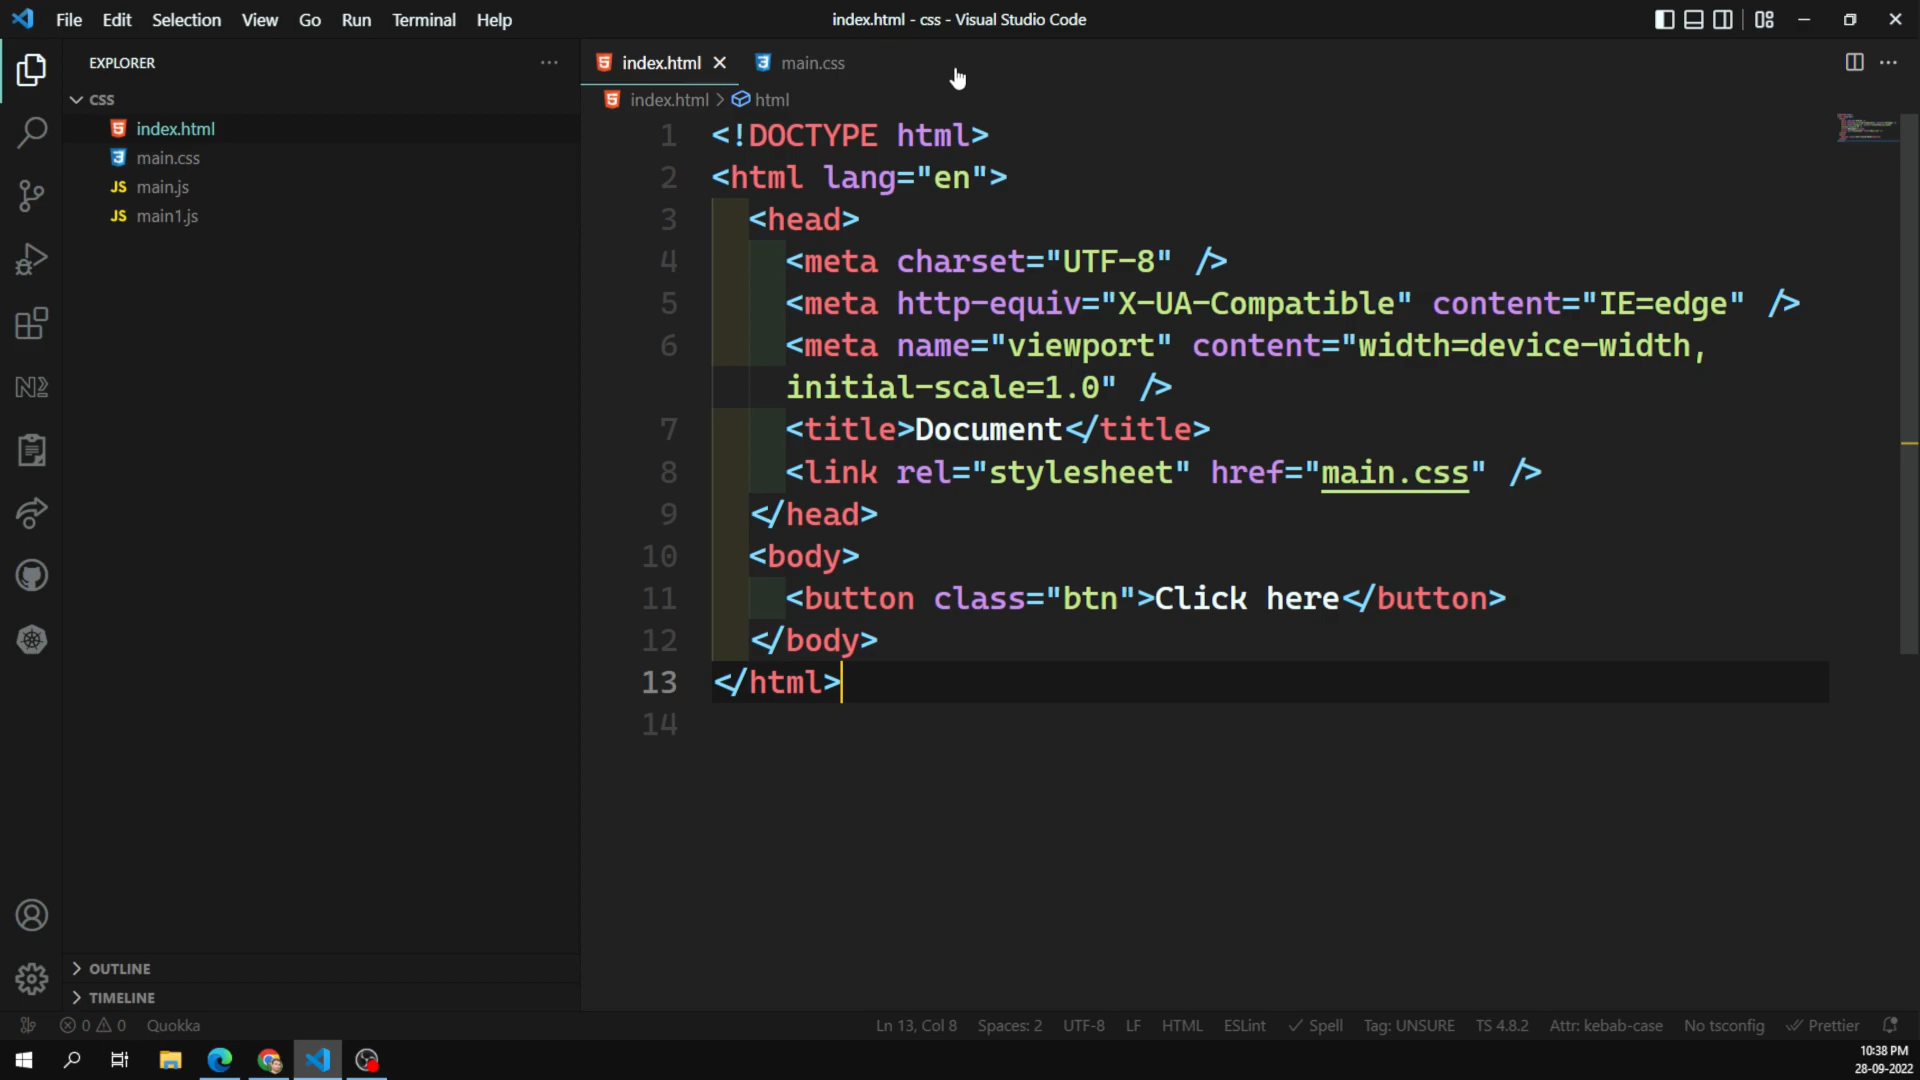 File Edit Selection View Go Run Terminal Help
index.html - css - Visual Studio Code
EXPLORER
CSS
index.html
main.css
JS main.js
JS main1.js
OUTLINE
TIMELINE
index.html
main.css
index.html > html
1 <!DOCTYPE html>
2 <html lang="en">
3 <head>
4 <meta charset="UTF-8" />
5 <meta http-equiv="X-UA-Compatible" content="IE=edge" />
6 <meta name="viewport" content="width=device-width,
initial-scale=1.0" />
7 <title>Document</title>
8 <link rel="stylesheet" href="main.css" />
9 </head>
10 <body>
11 <button class="btn">Click here</button>
12 </body>
13 </html>
14
0 0 Quokka
Ln 13, Col 8 Spaces: 2 UTF-8 LF HTML ESLint Spell Tag: UNSURE TS 4.8.2 Attr: kebab-case No tsconfig Prettier
10:38 PM
28-09-2022